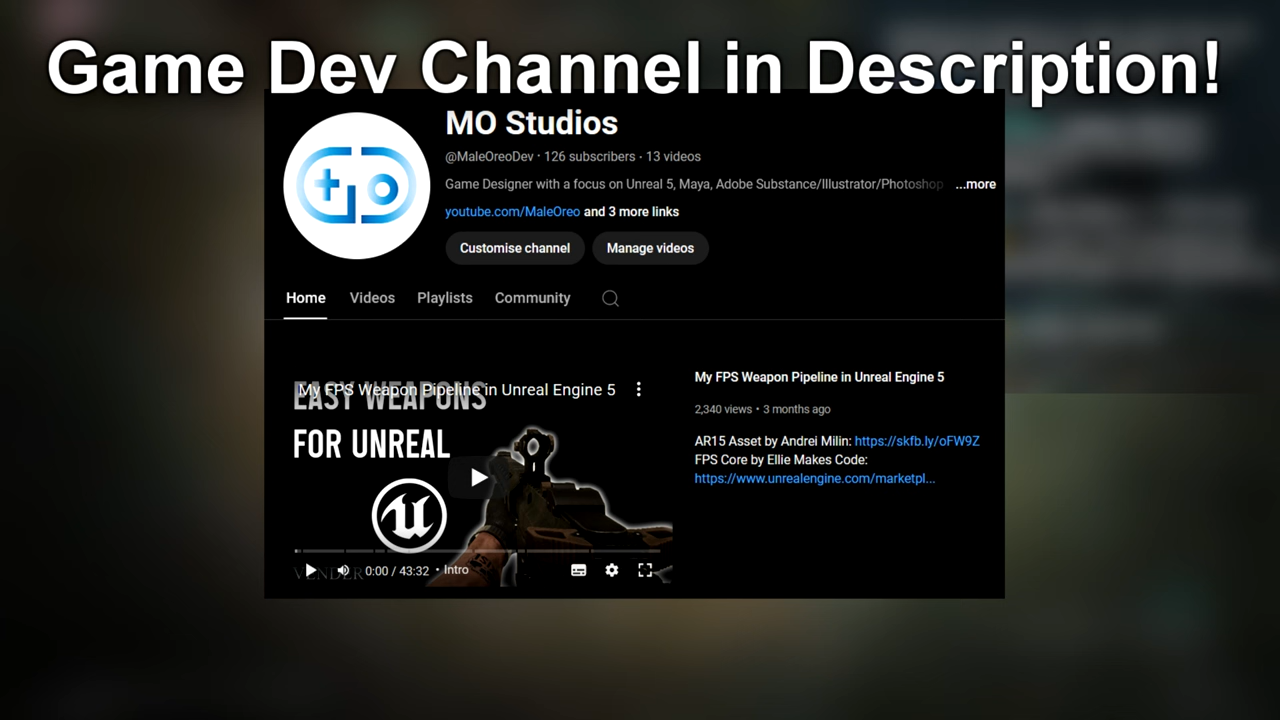 Game Dev Channel in Description!
MO Studios
@MaleOreoDev · 126 subscribers · 13 videos
Game Designer with a focus on Unreal 5, Maya, Adobe Substance/Illustrator/Photoshop ...more
youtube.com/MaleOreo and 3 more links
Customise channel Manage videos
Home Videos Playlists Community
My FPS Weapon Pipeline in Unreal Engine 5
EASY WEAPONS
FOR UNREAL
VENDER
0:00 / 43:32 • Intro
My FPS Weapon Pipeline in Unreal Engine 5
2,340 views • 3 months ago
AR15 Asset by Andrei Milin: https://skfb.ly/oFW9Z
FPS Core by Ellie Makes Code:
https://www.unrealengine.com/marketpl...